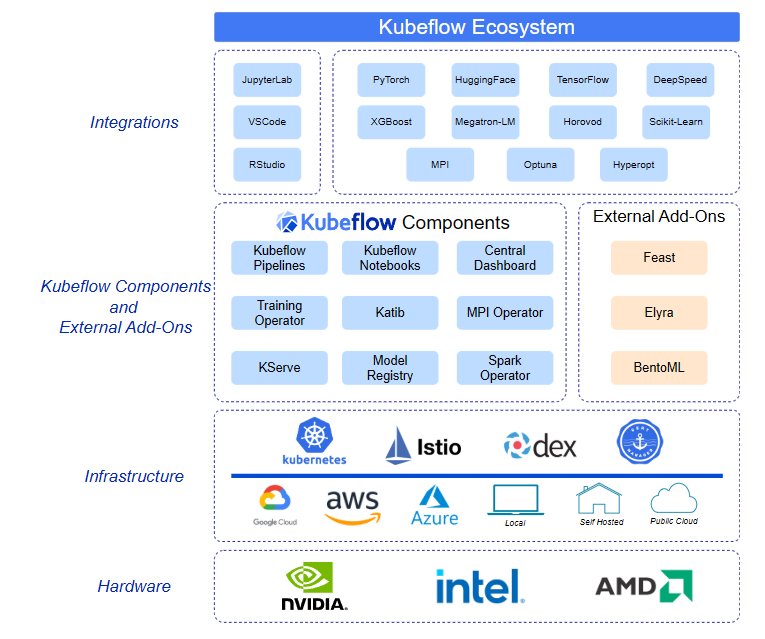 Kubeflow Ecosystem
Integrations
JupyterLab
VSCode
RStudio
PyTorch
HuggingFace
TensorFlow
DeepSpeed
XGBoost
Megatron-LM
Horovod
Scikit-Learn
MPI
Optuna
Hyperopt
Kubeflow Components
and
External Add-Ons
Kubeflow Components
Kubeflow
Pipelines
Kubeflow
Notebooks
Central
Dashboard
Training
Operator
Katib
MPI Operator
KServe
Model
Registry
Spark
Operator
External Add-Ons
Feast
Elyra
BentoML
Infrastructure
kubernetes
Istio
dex
CERT
MANAGER
Google Cloud
aws
Azure
Local
Self Hosted
Public Cloud
Hardware
NVIDIA.
intel.
AMD